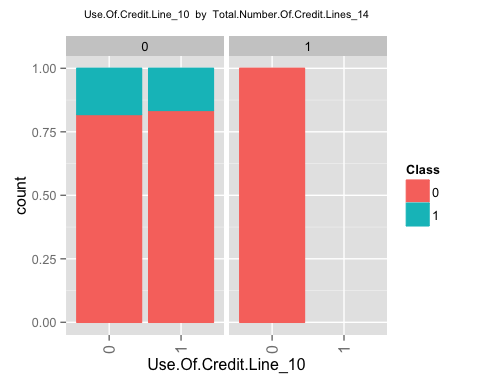 Use.Of.Credit.Line_10 by Total.Number.Of.Credit.Lines_14
0 1
1.00
0.75
0.50
0.25
0.00
count
0 1 0 1
Use.Of.Credit.Line_10
Class
0
1